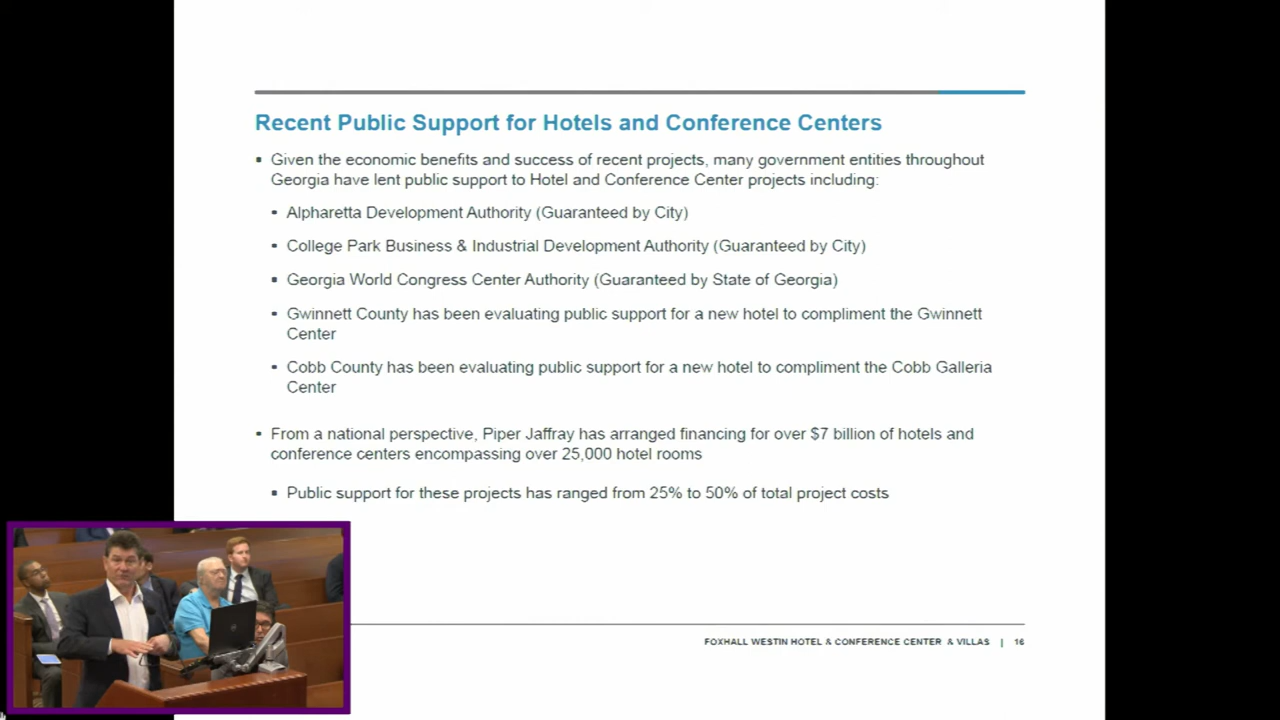 Recent Public Support for Hotels and Conference Centers
▪ Given the economic benefits and success of recent projects, many government entities throughout
Georgia have lent public support to Hotel and Conference Center projects including:
▪ Alpharetta Development Authority (Guaranteed by City)
▪ College Park Business & Industrial Development Authority (Guaranteed by City)
▪ Georgia World Congress Center Authority (Guaranteed by State of Georgia)
▪ Gwinnett County has been evaluating public support for a new hotel to compliment the Gwinnett
Center
▪ Cobb County has been evaluating public support for a new hotel to compliment the Cobb Galleria
Center
▪ From a national perspective, Piper Jaffray has arranged financing for over $7 billion of hotels and
conference centers encompassing over 25,000 hotel rooms
▪ Public support for these projects has ranged from 25% to 50% of total project costs
FOXHALL WESTIN HOTEL & CONFERENCE CENTER & VILLAS | 16